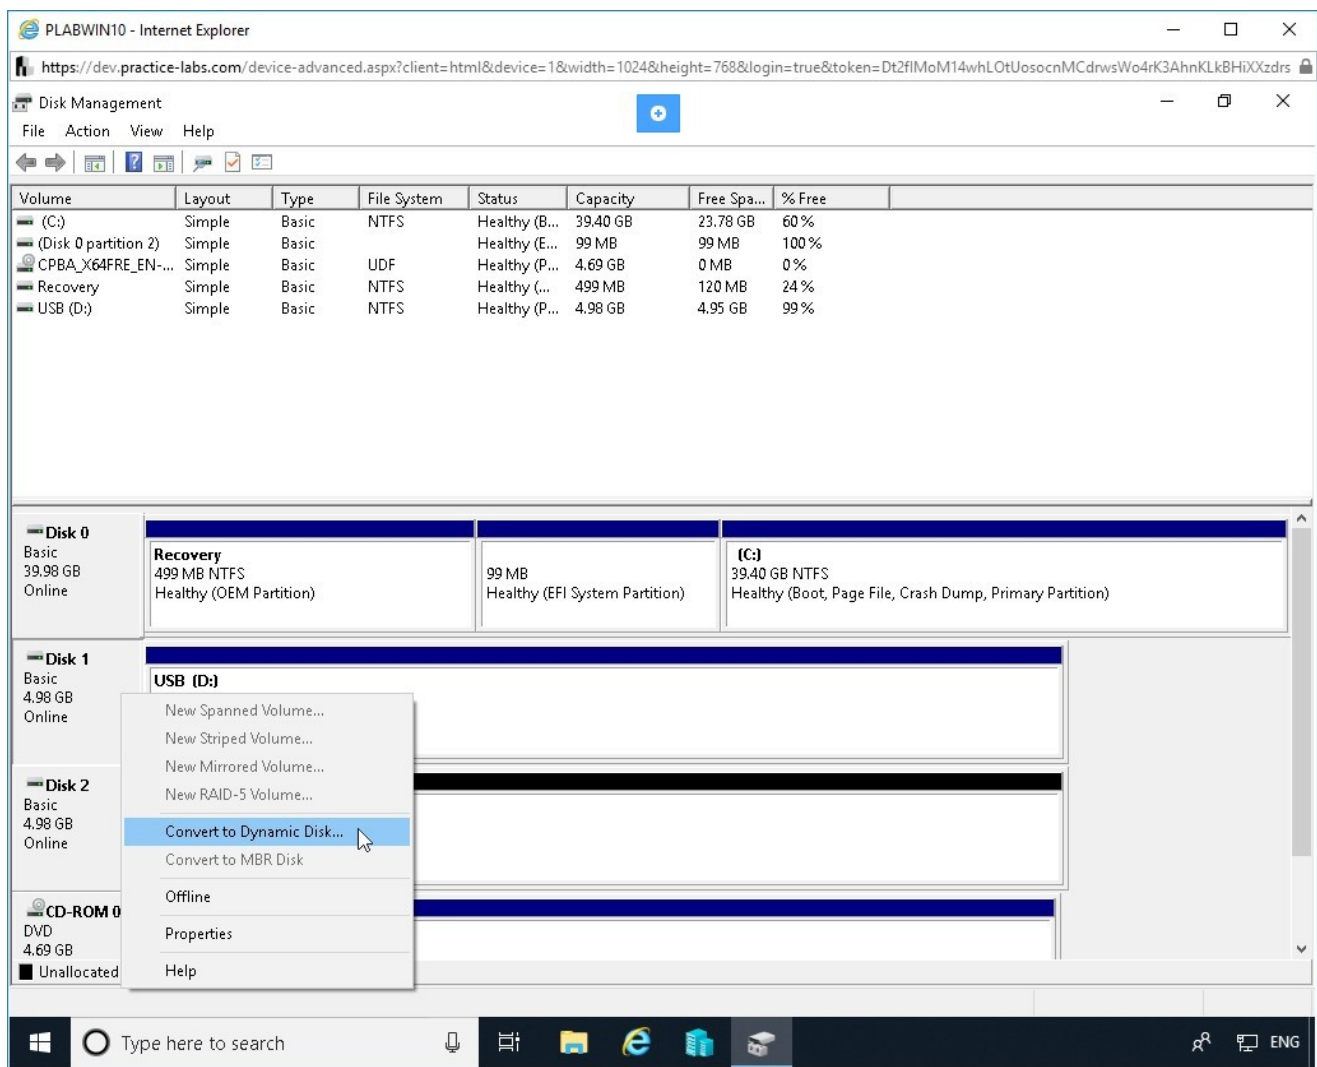 PLABWIN10 - Internet Explorer
https://dev.practice-labs.com/device-advanced.aspx?client=html&device=1&width=1024&height=768&login=true&token=Dt2flMoM14whLOtUosocnMCdrwsWo4rK3AhnKLkBHiXXzdrs
Disk Management
File Action View Help
Volume Layout Type File System Status Capacity Free Spa... % Free
(C:) Simple Basic NTFS Healthy (B... 39.40 GB 23.78 GB 60 %
(Disk 0 partition 2) Simple Basic Healthy (E... 99 MB 99 MB 100 %
CPBA_X64FRE_EN-... Simple Basic UDF Healthy (P... 4.69 GB 0 MB 0 %
Recovery Simple Basic NTFS Healthy (... 499 MB 120 MB 24 %
USB (D:) Simple Basic NTFS Healthy (P... 4.98 GB 4.95 GB 99 %
Disk 0
Basic
39.98 GB
Online
Recovery
499 MB NTFS
Healthy (OEM Partition)
99 MB
Healthy (EFI System Partition)
(C:)
39.40 GB NTFS
Healthy (Boot, Page File, Crash Dump, Primary Partition)
Disk 1
Basic
4.98 GB
Online
USB (D:)
Disk 2
Basic
4.98 GB
Online
CD-ROM 0
DVD
4.69 GB
Unallocated
New Spanned Volume...
New Striped Volume...
New Mirrored Volume...
New RAID-5 Volume...
Convert to Dynamic Disk...
Convert to MBR Disk
Offline
Properties
Help
Type here to search
ENG